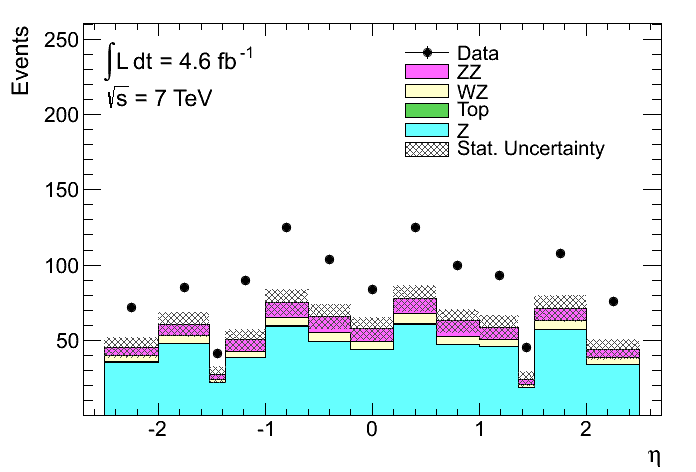 Events
250
200
150
100
50
∫L dt = 4.6 fb⁻¹
√s = 7 TeV
Data
ZZ
WZ
Top
Z
Stat. Uncertainty
-2 -1 0 1 2
η